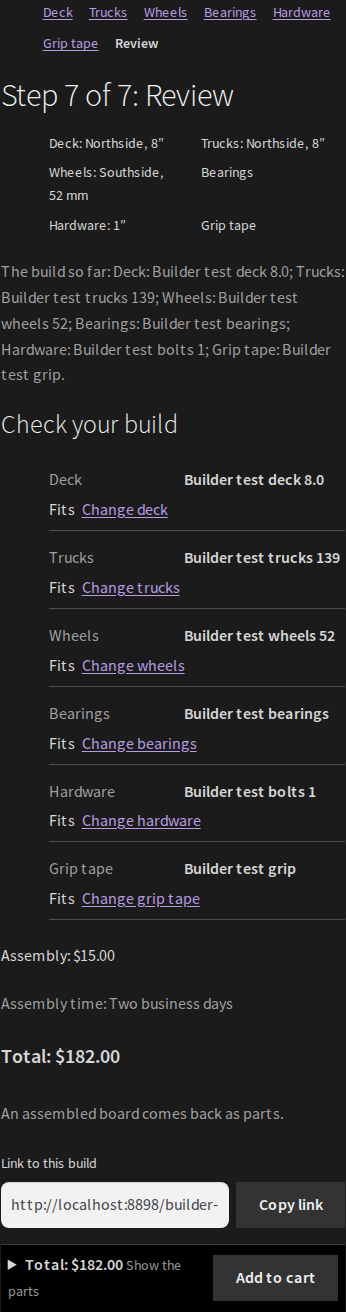 Deck Trucks Wheels Bearings Hardware
Grip tape Review
Step 7 of 7: Review
Deck: Northside, 8″ Trucks: Northside, 8″
Wheels: Southside, 52 mm Bearings
Hardware: 1″ Grip tape
The build so far: Deck: Builder test deck 8.0; Trucks:
Builder test trucks 139; Wheels: Builder test
wheels 52; Bearings: Builder test bearings;
Hardware: Builder test bolts 1; Grip tape: Builder
test grip.
Check your build
Deck Builder test deck 8.0
Fits Change deck
Trucks Builder test trucks 139
Fits Change trucks
Wheels Builder test wheels 52
Fits Change wheels
Bearings Builder test bearings
Fits Change bearings
Hardware Builder test bolts 1
Fits Change hardware
Grip tape Builder test grip
Fits Change grip tape
Assembly: $15.00
Assembly time: Two business days
Total: $182.00
An assembled board comes back as parts.
Link to this build
http://localhost:8898/builder- Copy link
Total: $182.00 Show the parts Add to cart